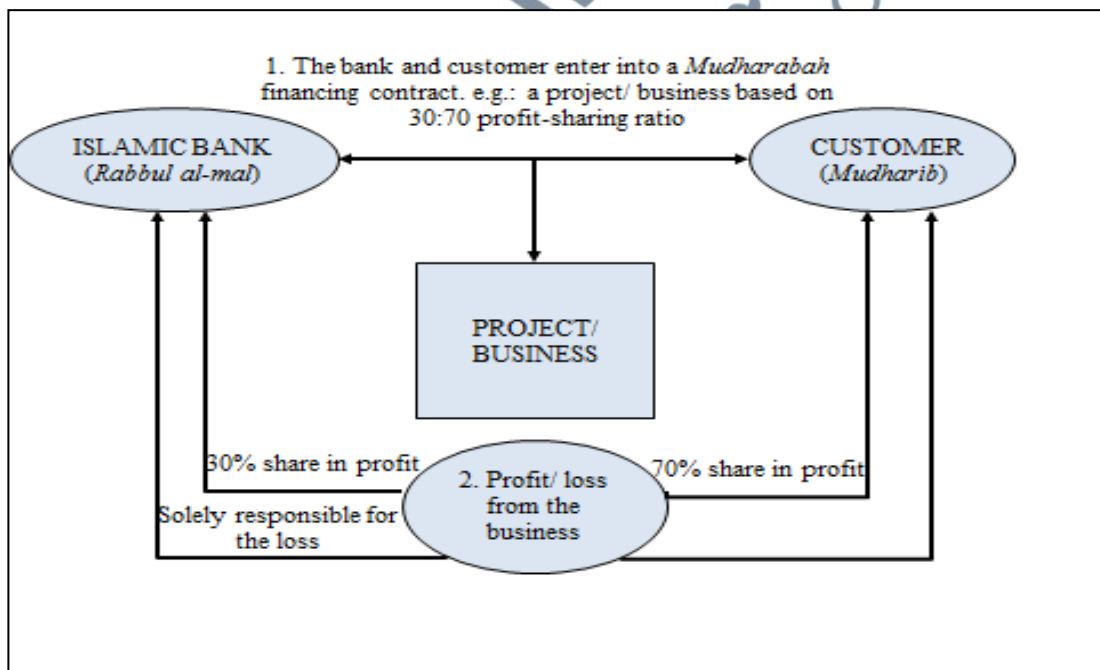 1. The bank and customer enter into a Mudharabah
financing contract. e.g.: a project/ business based on
30:70 profit-sharing ratio
ISLAMIC BANK
(Rabbul al-mal)
CUSTOMER
(Mudharib)
PROJECT/
BUSINESS
30% share in profit
2. Profit/ loss
from the
business
70% share in profit
Solely responsible for
the loss